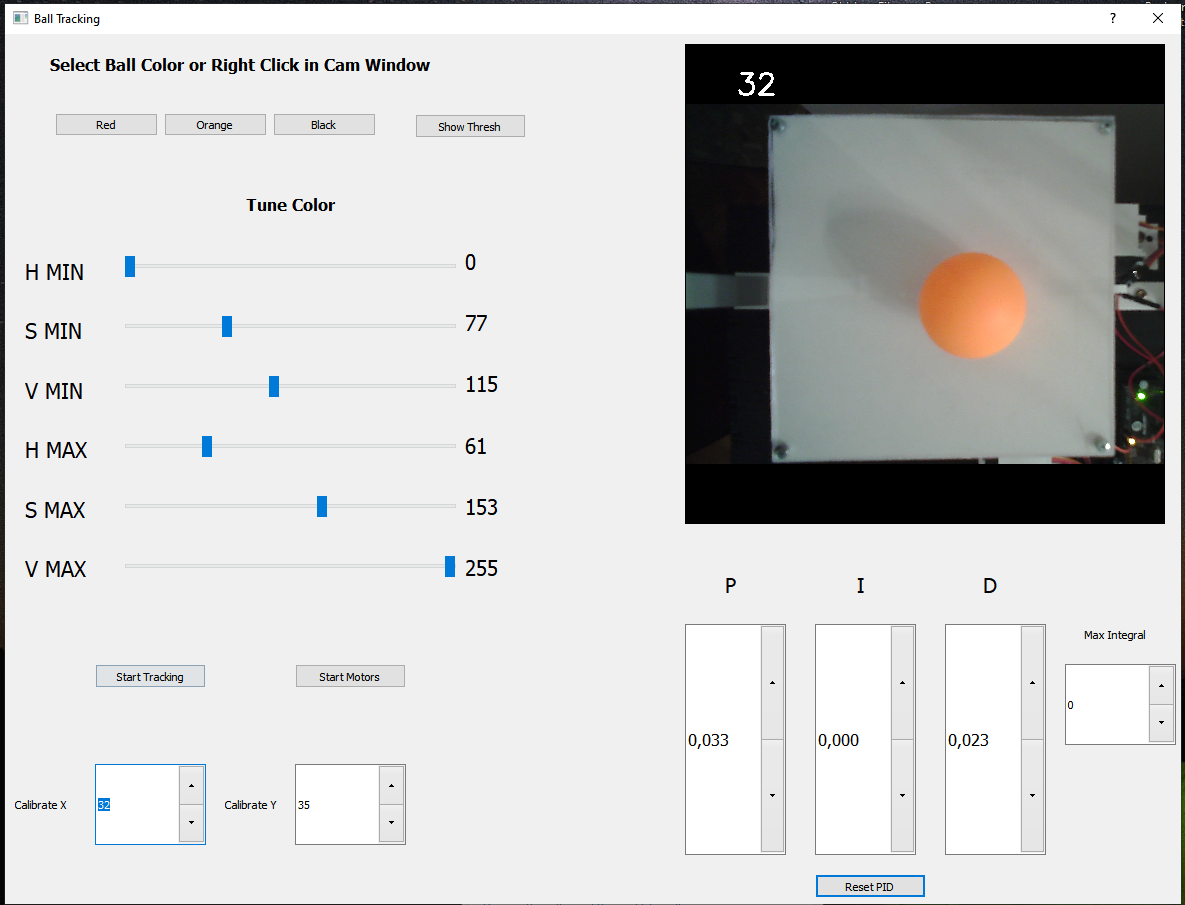 Ball Tracking
?
Select Ball Color or Right Click in Cam Window
Red Orange Black Show Thresh
32
Tune Color
H MIN 0
S MIN 77
V MIN 115
H MAX 61
S MAX 153
V MAX 255
P I D
Max Integral
0
Start Tracking Start Motors
0,033 0,000 0,023
Calibrate X 32 Calibrate Y 35
Reset PID